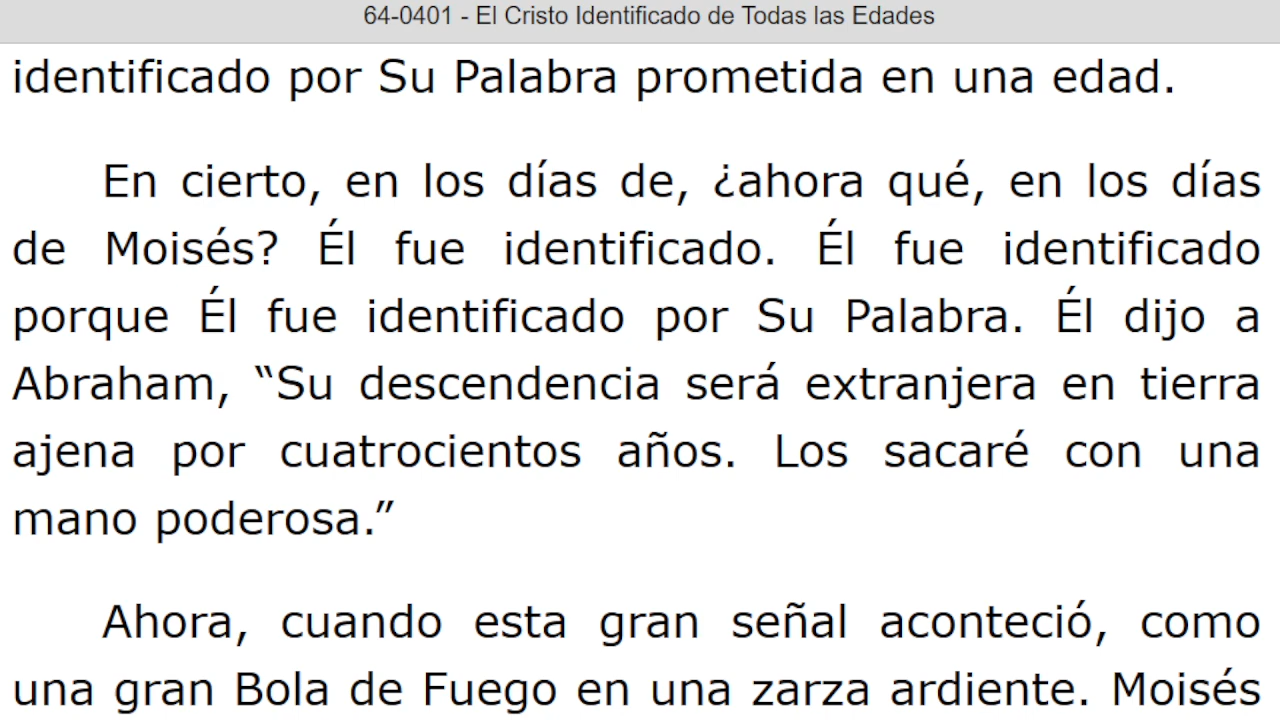 64-0401 - El Cristo Identificado de Todas las Edades
identificado por Su Palabra prometida en una edad.
En cierto, en los días de, ¿ahora qué, en los días
de Moisés? Él fue identificado. Él fue identificado
porque Él fue identificado por Su Palabra. Él dijo a
Abraham, “Su descendencia será extranjera en tierra
ajena por cuatrocientos años. Los sacaré con una
mano poderosa.”
Ahora, cuando esta gran señal aconteció, como
una gran Bola de Fuego en una zarza ardiente. Moisés